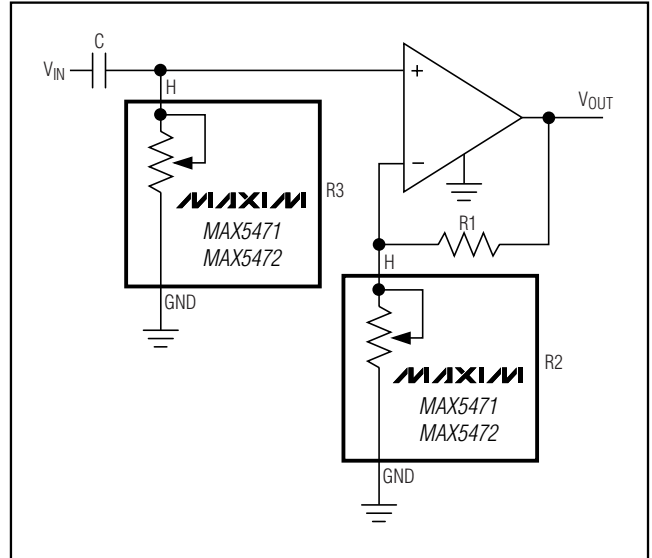 C
V_IN
H
+
V_OUT
−
MAXIM
R3
MAX5471
MAX5472
R1
H
GND
MAXIM
R2
MAX5471
MAX5472
GND